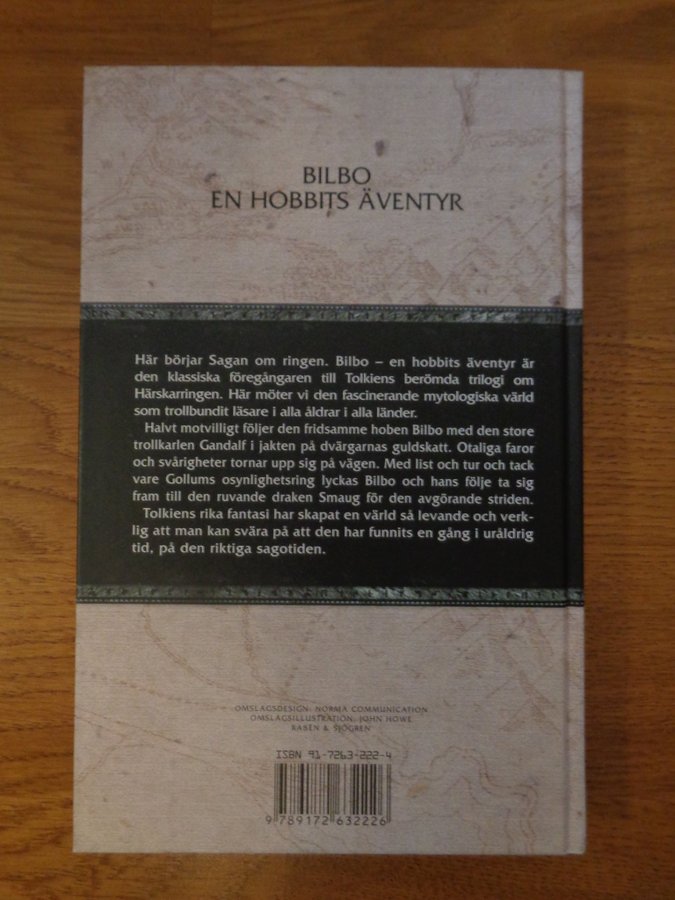 BILBO
EN HOBBITS ÄVENTYR
Här börjar Sagan om ringen. Bilbo – en hobbits äventyr är
den klassiska föregångaren till Tolkiens berömda trilogi om
Härskarringen. Här möter vi den fascinerande mytologiska värld
som trollbundit läsare i alla åldrar i alla länder.
Halvt motvilligt följer den fridsamme hoben Bilbo med den store
trollkarlen Gandalf i jakten på dvärgarnas guldskatt. Otaliga faror
och svårigheter tornar upp sig på vägen. Med list och tur och tack
vare Gollums osynlighetsring lyckas Bilbo och hans följe ta sig
fram till den ruvande draken Smaug för den avgörande striden.
Tolkiens rika fantasi har skapat en värld så levande och verk-
lig att man kan svära på att den har funnits en gång i uråldrig
tid, på den riktiga sagotiden.
OMSLAGSDESIGN: NORMA COMMUNICATION
OMSLAGSILLUSTRATION: JOHN HOWE
RABÉN & SJÖGREN
ISBN 91-7263-222-4
9 789172 632226